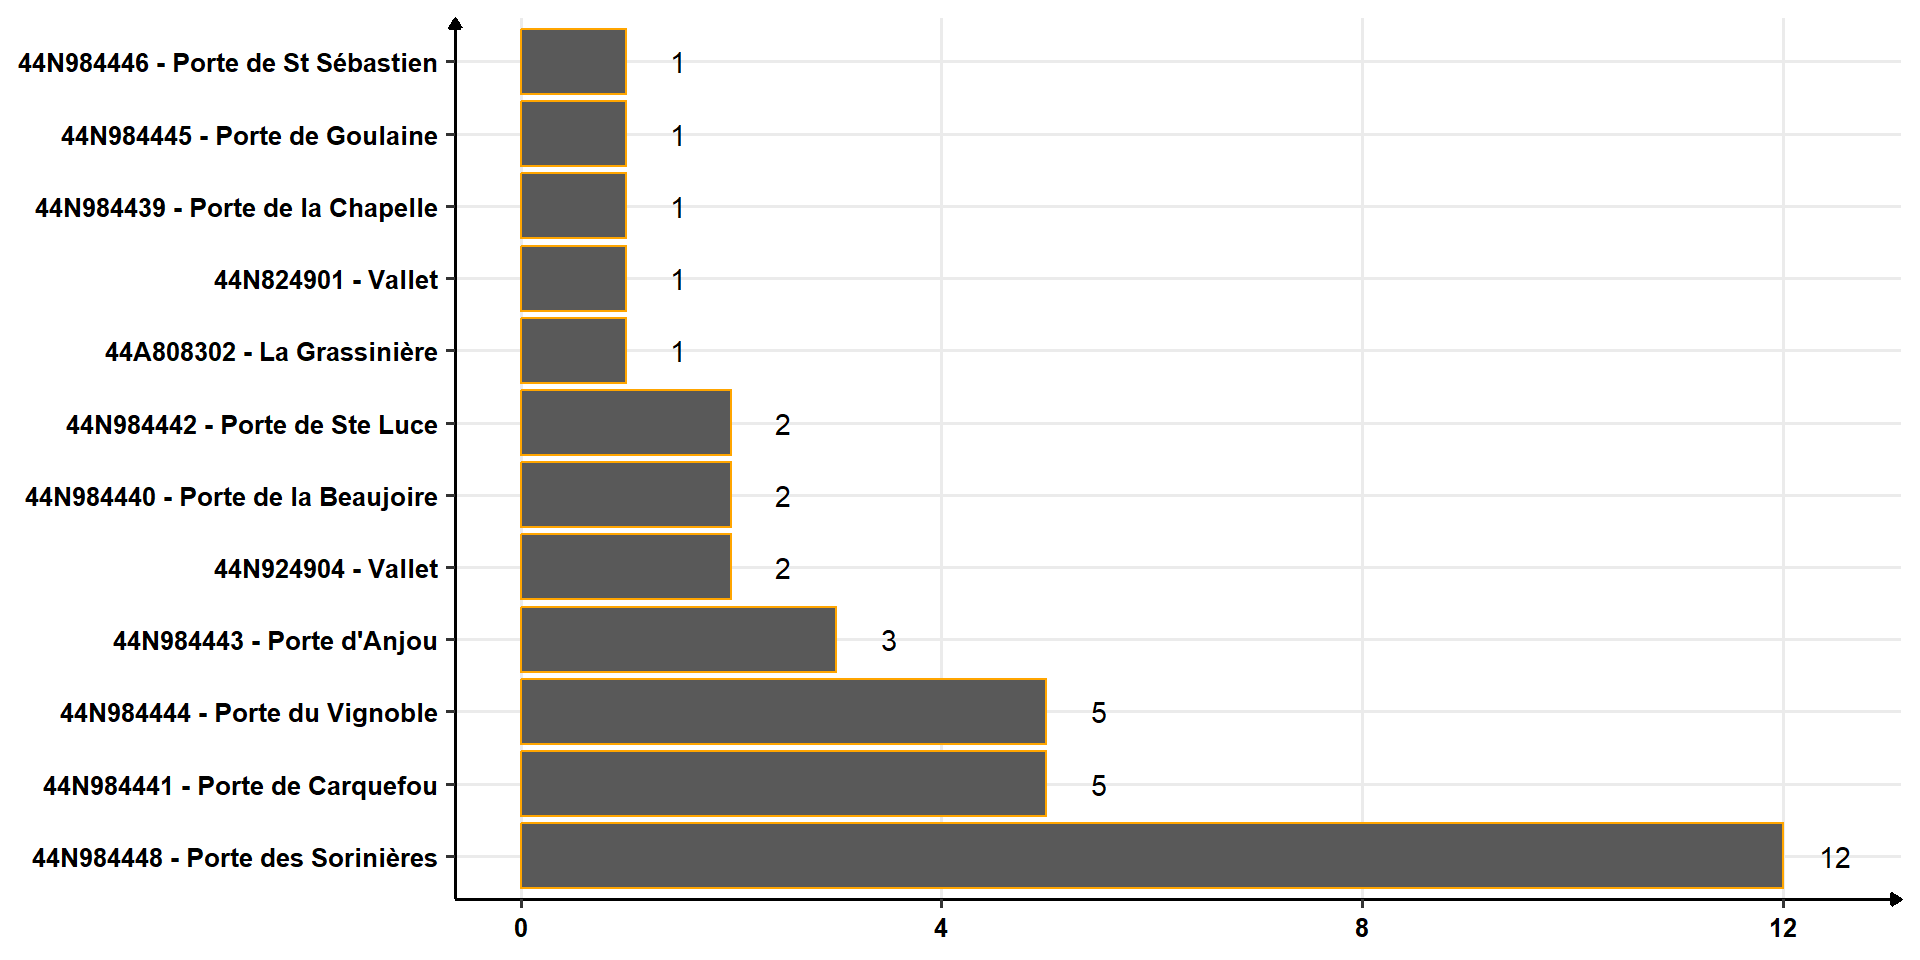 44N984446 - Porte de St Sébastien 1
44N984445 - Porte de Goulaine 1
44N984439 - Porte de la Chapelle 1
44N824901 - Vallet 1
44A808302 - La Grassinière 1
44N984442 - Porte de Ste Luce 2
44N984440 - Porte de la Beaujoire 2
44N924904 - Vallet 2
44N984443 - Porte d'Anjou 3
44N984444 - Porte du Vignoble 5
44N984441 - Porte de Carquefou 5
44N984448 - Porte des Sorinières 12
0 4 8 12